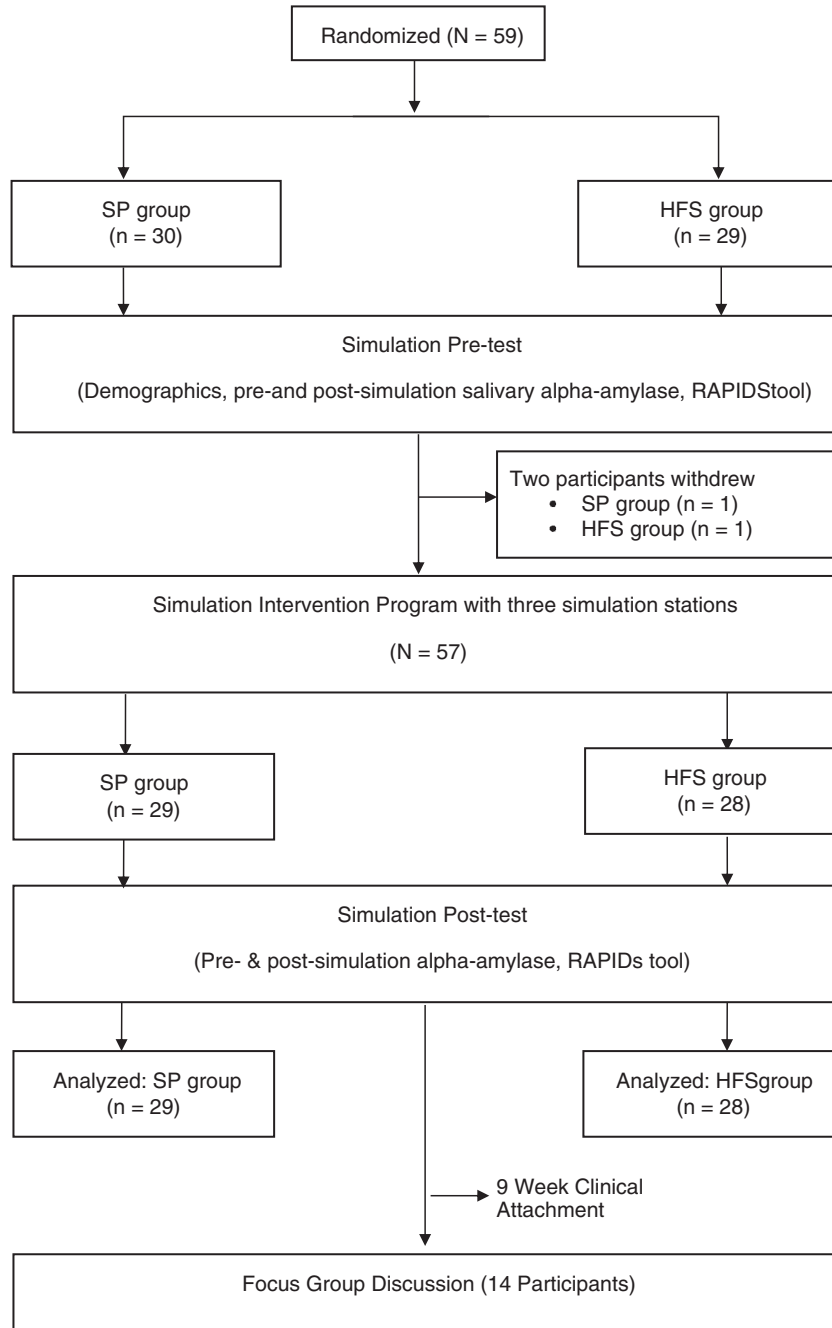 Randomized (N = 59)
SP group
(n = 30)
HFS group
(n = 29)
Simulation Pre-test
(Demographics, pre-and post-simulation salivary alpha-amylase, RAPIDStool)
Two participants withdrew
• SP group (n = 1)
• HFS group (n = 1)
Simulation Intervention Program with three simulation stations
(N = 57)
SP group
(n = 29)
HFS group
(n = 28)
Simulation Post-test
(Pre- & post-simulation alpha-amylase, RAPIDs tool)
Analyzed: SP group
(n = 29)
Analyzed: HFSgroup
(n = 28)
9 Week Clinical
Attachment
Focus Group Discussion (14 Participants)